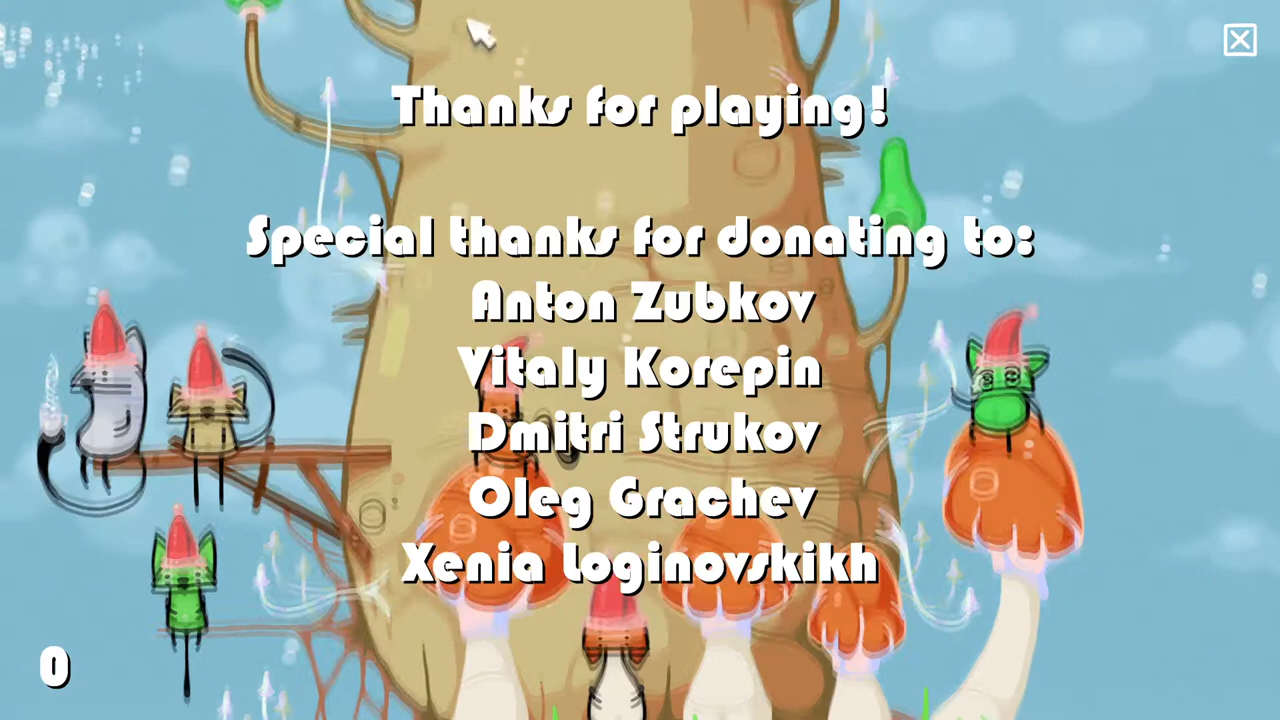 Thanks for playing!
Special thanks for donating to:
Anton Zubkov
Vitaly Korepin
Dmitri Strukov
Oleg Grachev
Xenia Loginovskikh
0